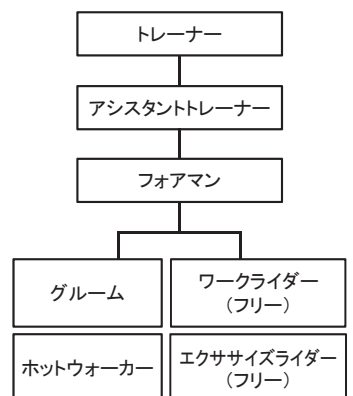 トレーナー
アシスタントトレーナー
フォアマン
グルーム
ワークライダー
(フリー)
ホットウォーカー
エクササイズライダー
(フリー)